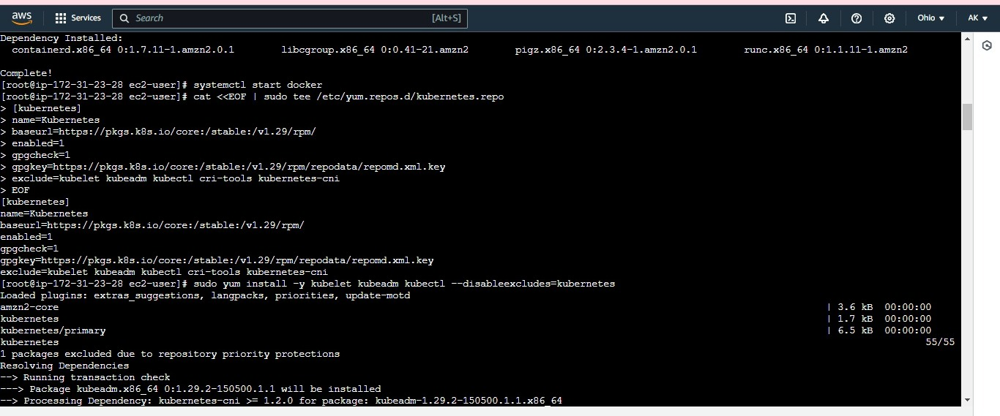 aws Services Search [Alt+S] Ohio AK
Dependency Installed:
containerd.x86_64 0:1.7.11-1.amzn2.0.1 libcgroup.x86_64 0:0.41-21.amzn2 pigz.x86_64 0:2.3.4-1.amzn2.0.1 runc.x86_64 0:1.1.11-1.amzn2
Complete!
[root@ip-172-31-23-28 ec2-user]# systemctl start docker
[root@ip-172-31-23-28 ec2-user]# cat <<EOF | sudo tee /etc/yum.repos.d/kubernetes.repo
> [kubernetes]
> name=Kubernetes
> baseurl=https://pkgs.k8s.io/core:/stable:/v1.29/rpm/
> enabled=1
> gpgcheck=1
> gpgkey=https://pkgs.k8s.io/core:/stable:/v1.29/rpm/repodata/repomd.xml.key
> exclude=kubelet kubeadm kubectl cri-tools kubernetes-cni
> EOF
[kubernetes]
name=Kubernetes
baseurl=https://pkgs.k8s.io/core:/stable:/v1.29/rpm/
enabled=1
gpgcheck=1
gpgkey=https://pkgs.k8s.io/core:/stable:/v1.29/rpm/repodata/repomd.xml.key
exclude=kubelet kubeadm kubectl cri-tools kubernetes-cni
[root@ip-172-31-23-28 ec2-user]# sudo yum install -y kubelet kubeadm kubectl --disableexcludes=kubernetes
Loaded plugins: extras_suggestions, langpacks, priorities, update-motd
amzn2-core | 3.6 kB 00:00:00
kubernetes | 1.7 kB 00:00:00
kubernetes/primary | 6.5 kB 00:00:00
kubernetes 55/55
1 packages excluded due to repository priority protections
Resolving Dependencies
--> Running transaction check
---> Package kubeadm.x86_64 0:1.29.2-150500.1.1 will be installed
--> Processing Dependency: kubernetes-cni >= 1.2.0 for package: kubeadm-1.29.2-150500.1.1.x86_64